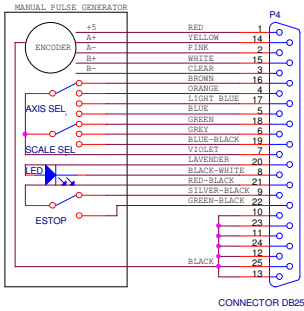 MANUAL PULSE GENERATOR
P4
ENCODER
+5 RED 1
A+ YELLOW 14
A- PINK 2
B+ WHITE 15
B- CLEAR 3
BROWN 16
ORANGE 4
LIGHT BLUE 17
AXIS SEL
BLUE 5
GREEN 18
GREY 6
BLUE-BLACK 19
SCALE SEL
VIOLET 7
LAVENDER 20
LED
BLACK-WHITE 8
RED-BLACK 21
SILVER-BLACK 9
GREEN-BLACK 22
ESTOP
10
23
11
24
12
BLACK 25
13
CONNECTOR DB25